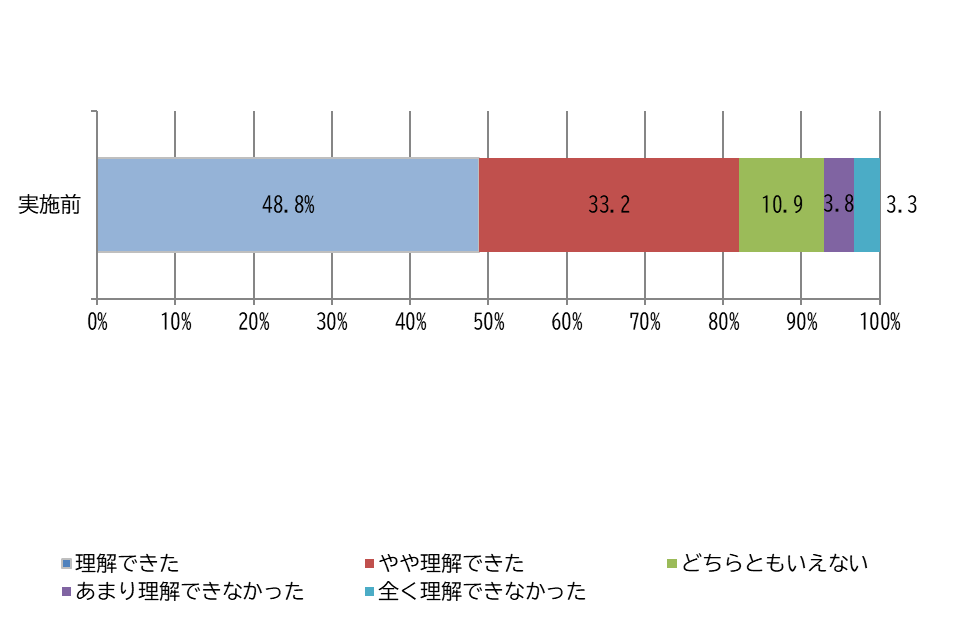 実施前 48.8% 33.2 10.9 3.8 3.3
0% 10% 20% 30% 40% 50% 60% 70% 80% 90% 100%
理解できた やや理解できた どちらともいえない
あまり理解できなかった 全く理解できなかった